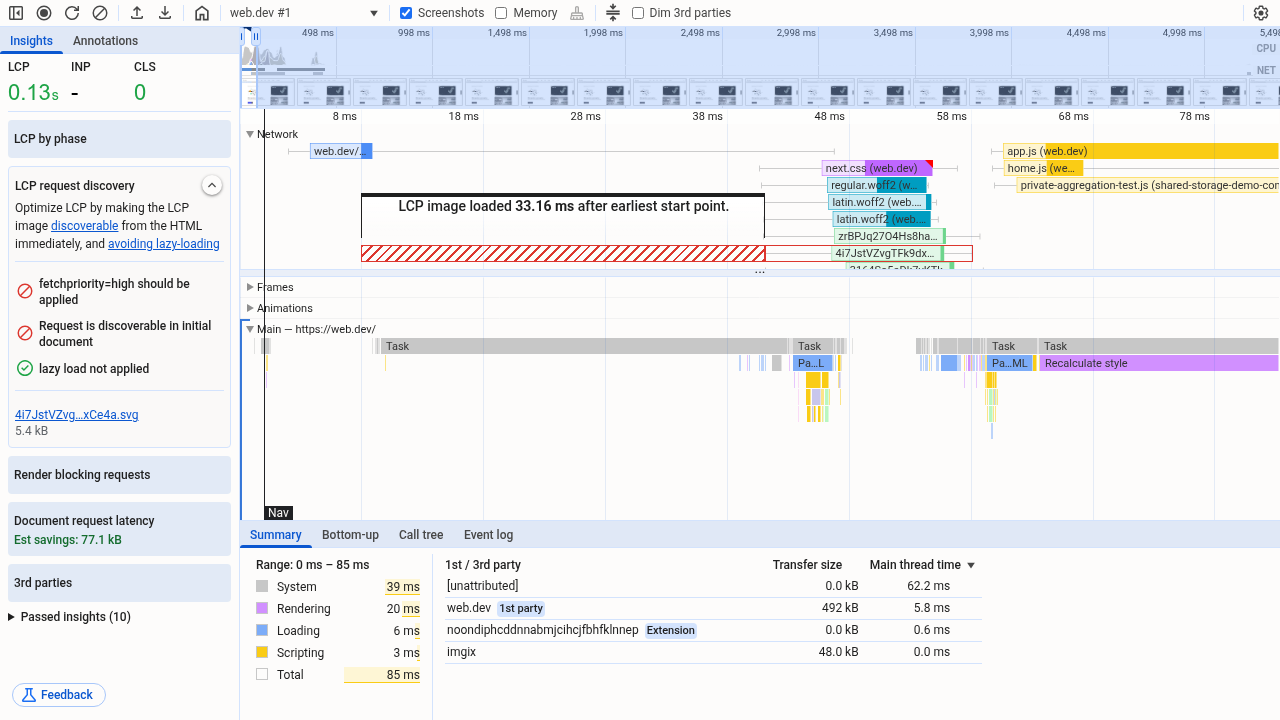 web.dev #1
Screenshots
Memory
Dim 3rd parties
Insights
Annotations
LCP
INP
CLS
0.13s
-
0
LCP by phase
LCP request discovery
Optimize LCP by making the LCP
image discoverable from the HTML
immediately, and avoiding lazy-loading
fetchpriority=high should be
applied
Request is discoverable in initial
document
lazy load not applied
4i7JstVZvg…xCe4a.svg
5.4 kB
Render blocking requests
Document request latency
Est savings: 77.1 kB
3rd parties
Passed insights (10)
Feedback
498 ms
998 ms
1,498 ms
1,998 ms
2,498 ms
2,998 ms
3,498 ms
3,998 ms
4,498 ms
4,998 ms
5,498
CPU
NET
8 ms
18 ms
28 ms
38 ms
48 ms
58 ms
68 ms
78 ms
Network
web.dev/…
app.js (web.dev)
next.css (web.dev)
home.js (we…
regular.woff2 (w…
private-aggregation-test.js (shared-storage-demo-con
latin.woff2 (web.…
LCP image loaded 33.16 ms after earliest start point.
latin.woff2 (web.…
zrBPJq27O4Hs8ha…
4i7JstVZvgTFk9dx…
…
Frames
Animations
Main — https://web.dev/
Task
Task
Task
Task
Pa…L
Pa…ML
Recalculate style
Nav
Summary
Bottom-up
Call tree
Event log
Range: 0 ms – 85 ms
System
39 ms
Rendering
20 ms
Loading
6 ms
Scripting
3 ms
Total
85 ms
1st / 3rd party
Transfer size
Main thread time
[unattributed]
0.0 kB
62.2 ms
web.dev
1st party
492 kB
5.8 ms
noondiphcddnnabmjcihcjfbhfklnnep
Extension
0.0 kB
0.6 ms
imgix
48.0 kB
0.0 ms